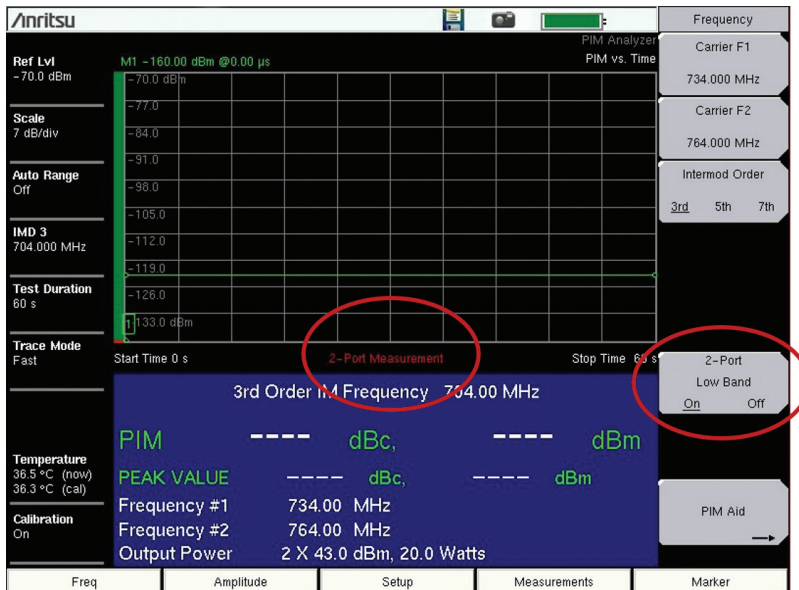 Anritsu
Ref Lvl
-70.0 dBm
Scale
7 dB/div
Auto Range
Off
IMD 3
704.000 MHz
Test Duration
60 s
Trace Mode
Fast
Temperature
36.5 °C (now)
36.3 °C (cal)
Calibration
On
PIM Analyzer
M1 -160.00 dBm @0.00 µs
PIM vs. Time
-70.0 dBm
-77.0
-84.0
-91.0
-98.0
-105.0
-112.0
-119.0
-126.0
1 -133.0 dBm
Start Time 0 s 2-Port Measurement Stop Time 60 s
3rd Order IM Frequency 704.00 MHz
PIM ---- dBc, ---- dBm
PEAK VALUE ---- dBc, ---- dBm
Frequency #1 734.00 MHz
Frequency #2 764.00 MHz
Output Power 2 X 43.0 dBm, 20.0 Watts
Frequency
Carrier F1
734.000 MHz
Carrier F2
764.000 MHz
Intermod Order
3rd 5th 7th
2-Port
Low Band
On Off
PIM Aid
Freq Amplitude Setup Measurements Marker